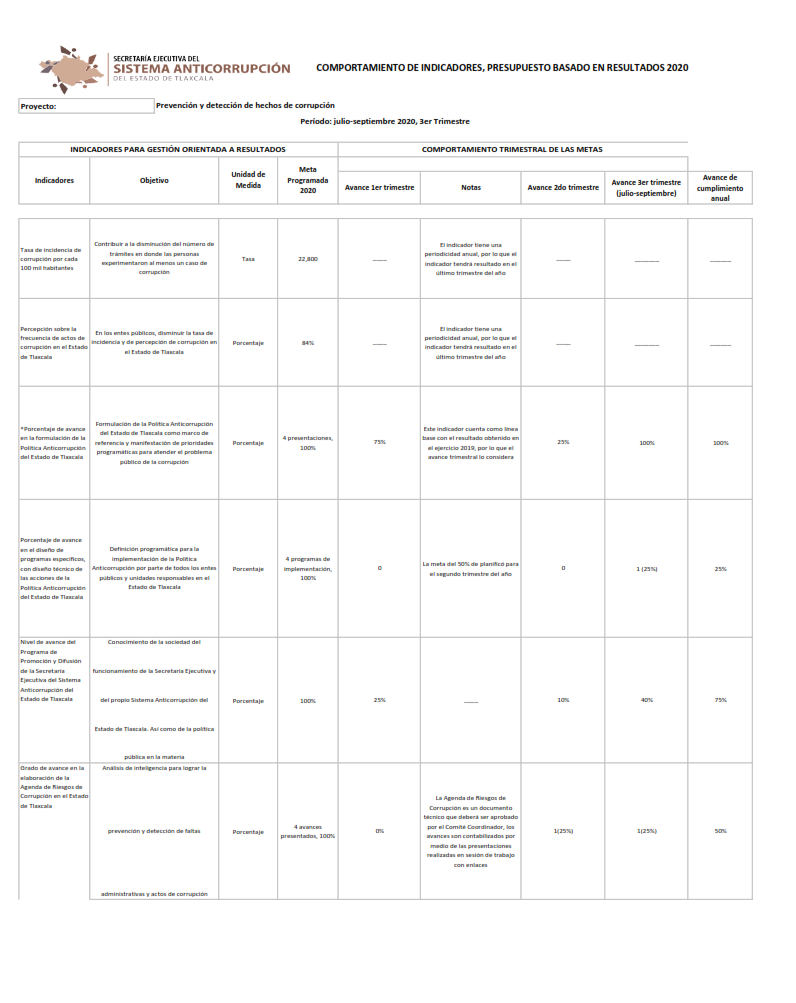 SECRETARÍA EJECUTIVA DEL
SISTEMA ANTICORRUPCIÓN
DEL ESTADO DE TLAXCALA
COMPORTAMIENTO DE INDICADORES, PRESUPUESTO BASADO EN RESULTADOS 2020
Proyecto:
Prevención y detección de hechos de corrupción
Período: julio-septiembre 2020, 3er Trimestre
INDICADORES PARA GESTIÓN ORIENTADA A RESULTADOS
COMPORTAMIENTO TRIMESTRAL DE LAS METAS
Indicadores
Objetivo
Unidad de
Medida
Meta
Programada
2020
Avance 1er trimestre
Notas
Avance 2do trimestre
Avance 3er trimestre
(julio-septiembre)
Avance de
cumplimiento
anual
Tasa de incidencia de
corrupción por cada
100 mil habitantes
Contribuir a la disminución del número de
trámites en donde las personas
experimentaron al menos un caso de
corrupción
Tasa
22,800
____
El indicador tiene una
periodicidad anual, por lo que el
indicador tendrá resultado en el
último trimestre del año
____
_______
______
Percepción sobre la
frecuencia de actos de
corrupción en el Estado
de Tlaxcala
En los entes públicos, disminuir la tasa de
incidencia y de percepción de corrupción en
el Estado de Tlaxcala
Porcentaje
84%
____
El indicador tiene una
periodicidad anual, por lo que el
indicador tendrá resultado en el
último trimestre del año
____
_______
______
*Porcentaje de avance
en la formulación de la
Política Anticorrupción
del Estado de Tlaxcala
Formulación de la Política Anticorrupción
del Estado de Tlaxcala como marco de
referencia y manifestación de prioridades
programáticas para atender el problema
público de la corrupción
Porcentaje
4 presentaciones,
100%
75%
Este indicador cuenta como línea
base con el resultado obtenido en
el ejercicio 2019, por lo que el
avance trimestral lo considera
25%
100%
100%
Porcentaje de avance
en el diseño de
programas específicos,
con diseño técnico de
las acciones de la
Política Anticorrupción
del Estado de Tlaxcala
Definición programática para la
implementación de la Política
Anticorrupción por parte de todos los entes
públicos y unidades responsables en el
Estado de Tlaxcala
Porcentaje
4 programas de
implementación,
100%
0
La meta del 50% de planificó para
el segundo trimestre del año
0
1 (25%)
25%
Nivel de avance del
Programa de
Promoción y Difusión
de la Secretaría
Ejecutiva del Sistema
Anticorrupción del
Estado de Tlaxcala
Conocimiento de la sociedad del
funcionamiento de la Secretaría Ejecutiva y
del propio Sistema Anticorrupción del
Estado de Tlaxcala. Así como de la política
pública en la materia
Porcentaje
100%
25%
____
10%
40%
75%
Grado de avance en la
elaboración de la
Agenda de Riesgos de
Corrupción en el Estado
de Tlaxcala
Análisis de inteligencia para lograr la
prevención y detección de faltas
administrativas y actos de corrupción
Porcentaje
4 avances
presentados, 100%
0%
La Agenda de Riesgos de
Corrupción es un documento
técnico que deberá ser aprobado
por el Comité Coordinador, los
avances son contabilizados por
medio de las presentaciones
realizadas en sesión de trabajo
con enlaces
1(25%)
1(25%)
50%